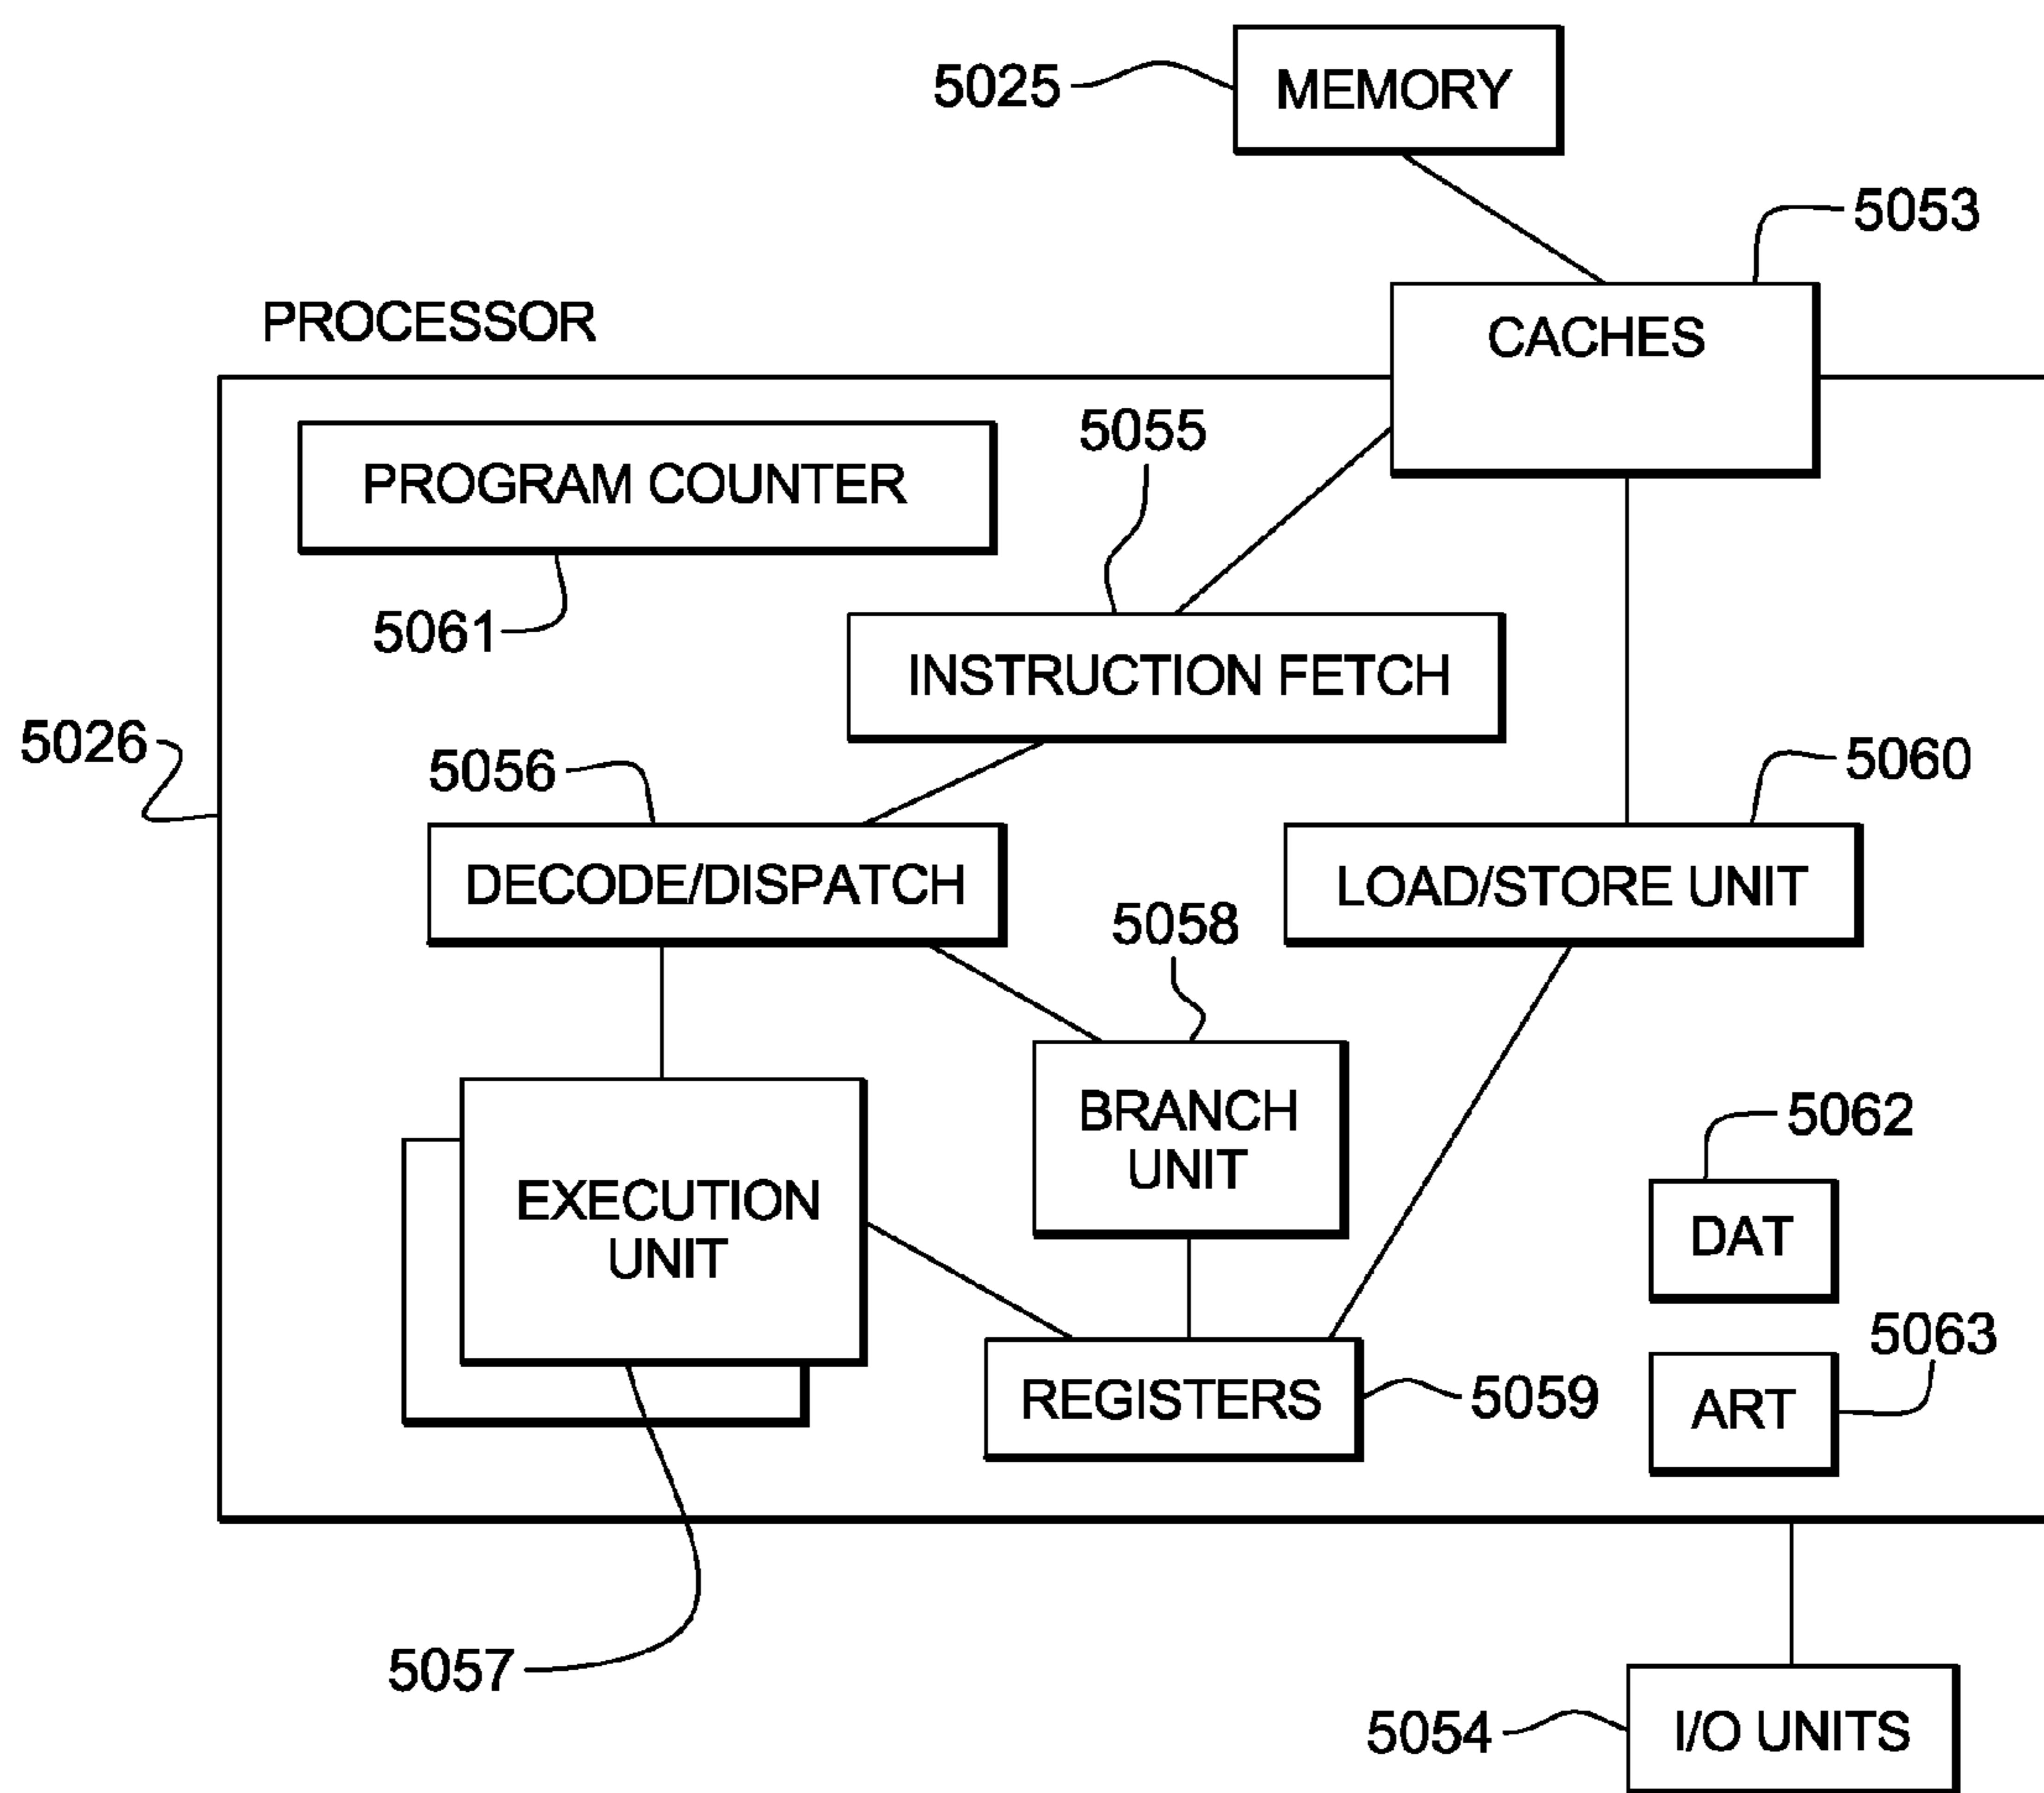 5025
MEMORY
5053
PROCESSOR
CACHES
5055
PROGRAM COUNTER
5061
INSTRUCTION FETCH
5026
5056
5060
DECODE/DISPATCH
LOAD/STORE UNIT
5058
BRANCH
UNIT
5062
EXECUTION
UNIT
DAT
5063
REGISTERS
5059
ART
5057
5054
I/O UNITS